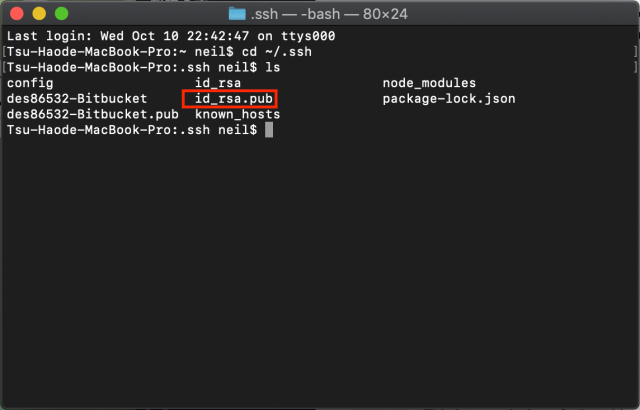 .ssh — -bash — 80×24
Last login: Wed Oct 10 22:42:47 on ttys000
[Tsu-Haode-MacBook-Pro:~ neil$ cd ~/.ssh ]
[Tsu-Haode-MacBook-Pro:.ssh neil$ ls ]
config id_rsa node_modules
des86532-Bitbucket id_rsa.pub package-lock.json
des86532-Bitbucket.pub known_hosts
Tsu-Haode-MacBook-Pro:.ssh neil$